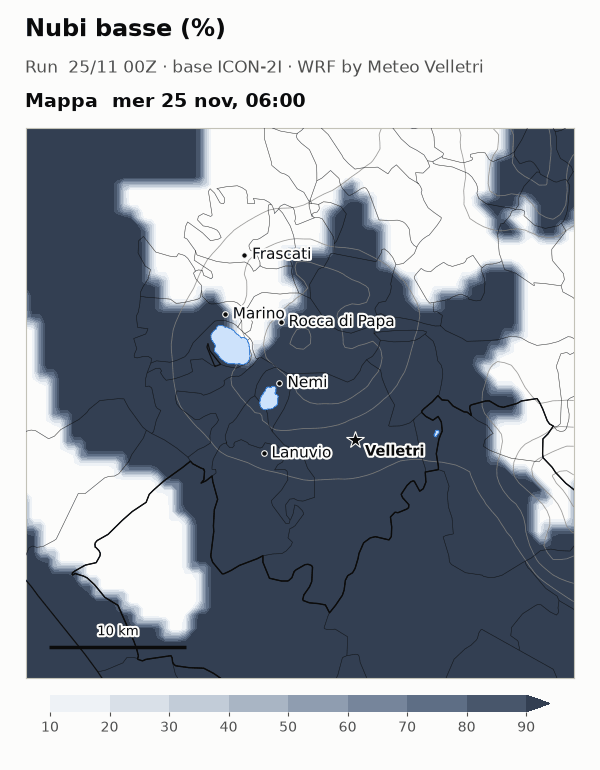 Nubi basse (%)
Run  25/11 00Z · base ICON-2I · WRF by Meteo Velletri
Mappa  mer 25 nov, 06:00
Frascati
Marino
Rocca di Papa
Nemi
Velletri
Lanuvio
10 km
10 20 30 40 50 60 70 80 90